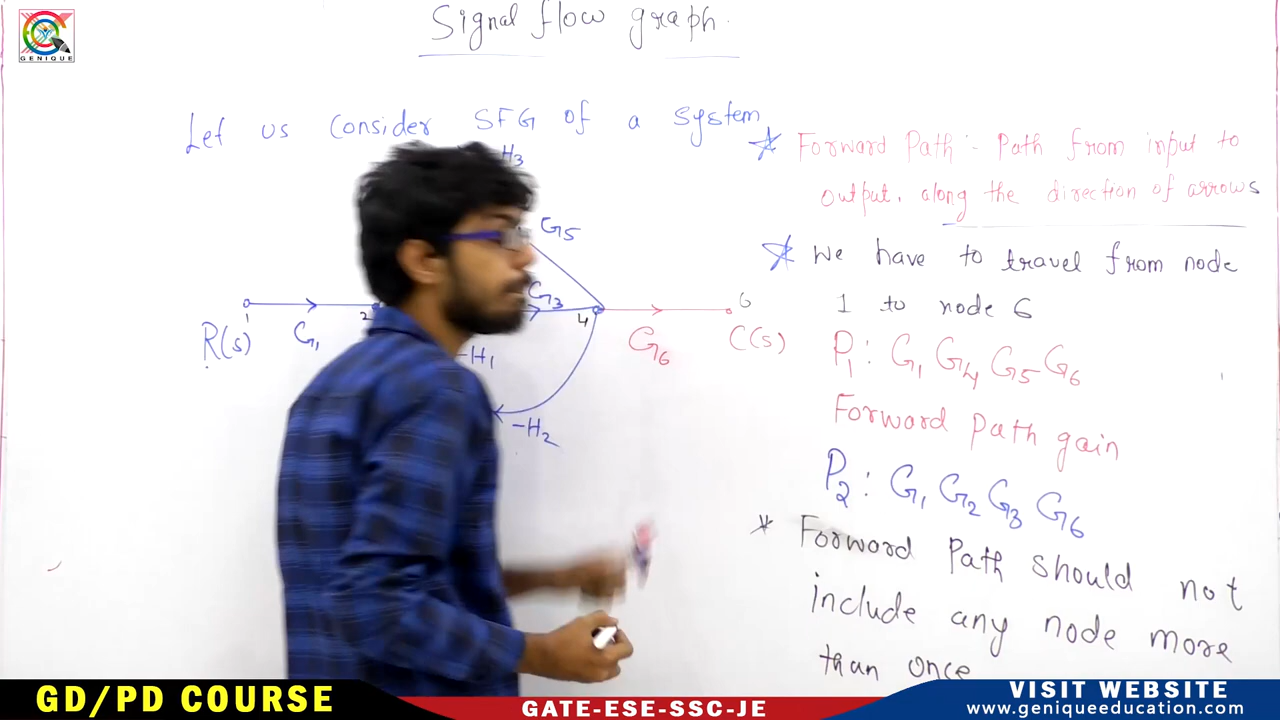 GENIQUE
Signal flow graph
Let us consider SFG of a system
H3
G5
G3
1
2
4
6
R(s)
G1
-H1
G6
C(s)
-H2
* Forward Path :- Path from input to
output, along the direction of arrows
* We have to travel from node
1 to node 6
P1 : G1 G4 G5 G6
Forward path gain
P2 : G1 G2 G3 G6
* Forward Path should not
include any node more
than once
GD/PD COURSE
GATE-ESE-SSC-JE
VISIT WEBSITE
www.geniqueeducation.com